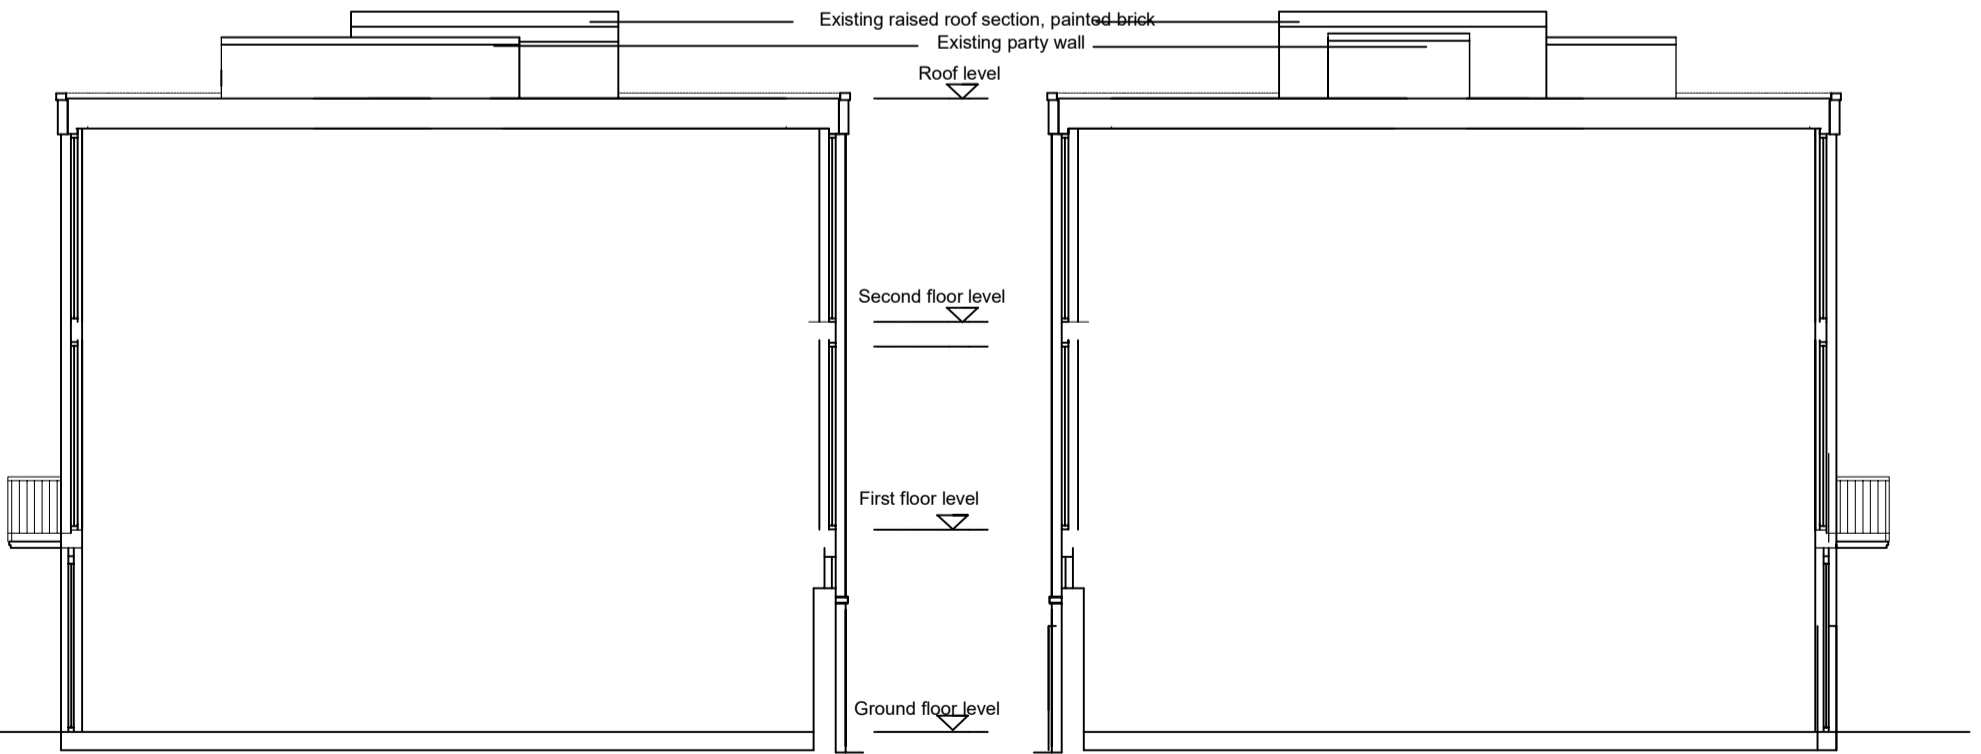 Existing raised roof section, painted brick
Existing party wall
Roof level
Second floor level
First floor level
Ground floor level